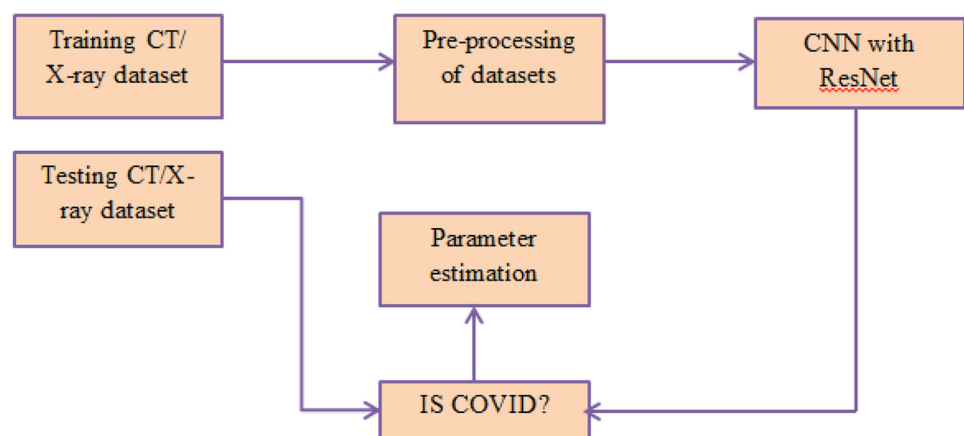 Training CT/
X-ray dataset
Pre-processing
of datasets
CNN with
ResNet
Testing CT/X-
ray dataset
Parameter
estimation
IS COVID?